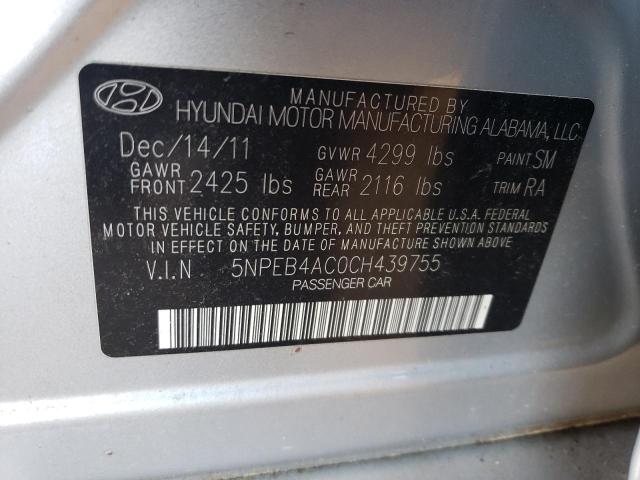 MANUFACTURED BY
HYUNDAI MOTOR MANUFACTURING ALABAMA, LLC
Dec/14/11 GVWR 4299 lbs PAINT SM
GAWR FRONT 2425 lbs GAWR REAR 2116 lbs TRIM RA
THIS VEHICLE CONFORMS TO ALL APPLICABLE U.S.A. FEDERAL
MOTOR VEHICLE SAFETY, BUMPER, AND THEFT PREVENTION STANDARDS
IN EFFECT ON THE DATE OF MANUFACTURE SHOWN ABOVE.
V.I.N 5NPEB4AC0CH439755
PASSENGER CAR